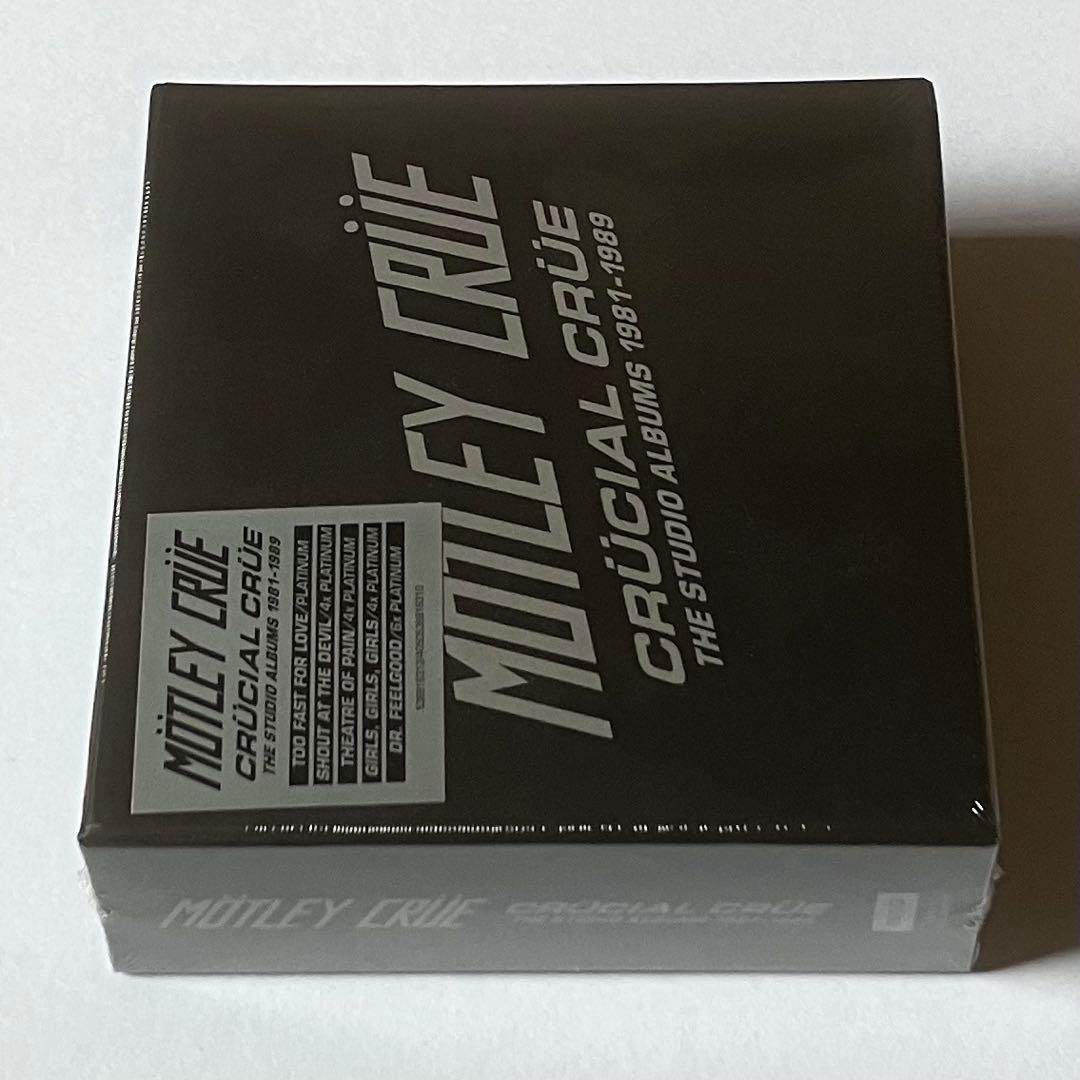 MÖTLEY CRÜE
CRÜCIAL CRÜE
THE STUDIO ALBUMS 1981-1989
MÖTLEY CRÜE
CRÜCIAL CRÜE
THE STUDIO ALBUMS 1981-1989
TOO FAST FOR LOVE/PLATINUM
SHOUT AT THE DEVIL/4x PLATINUM
THEATRE OF PAIN/4x PLATINUM
GIRLS, GIRLS, GIRLS/4x PLATINUM
DR. FEELGOOD/6x PLATINUM
MÖTLEY CRÜE CRÜCIAL CRÜE